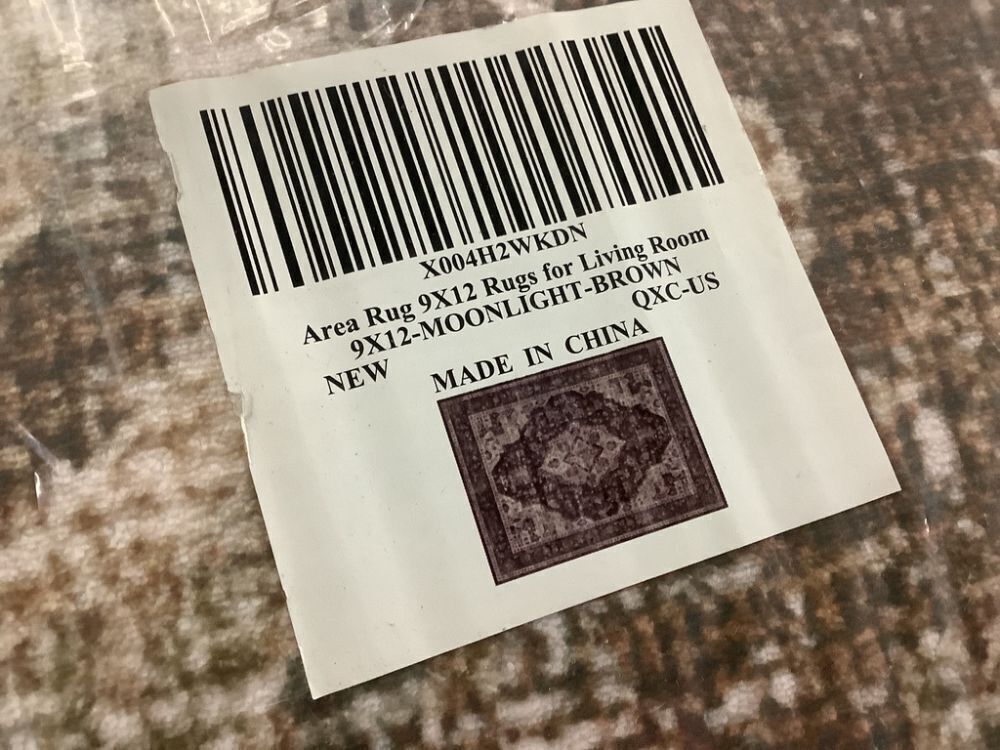 X004H2WKDN
Area Rug 9X12 Rugs for Living Room
9X12-MOONLIGHT-BROWN
NEW QXC-US
MADE IN CHINA